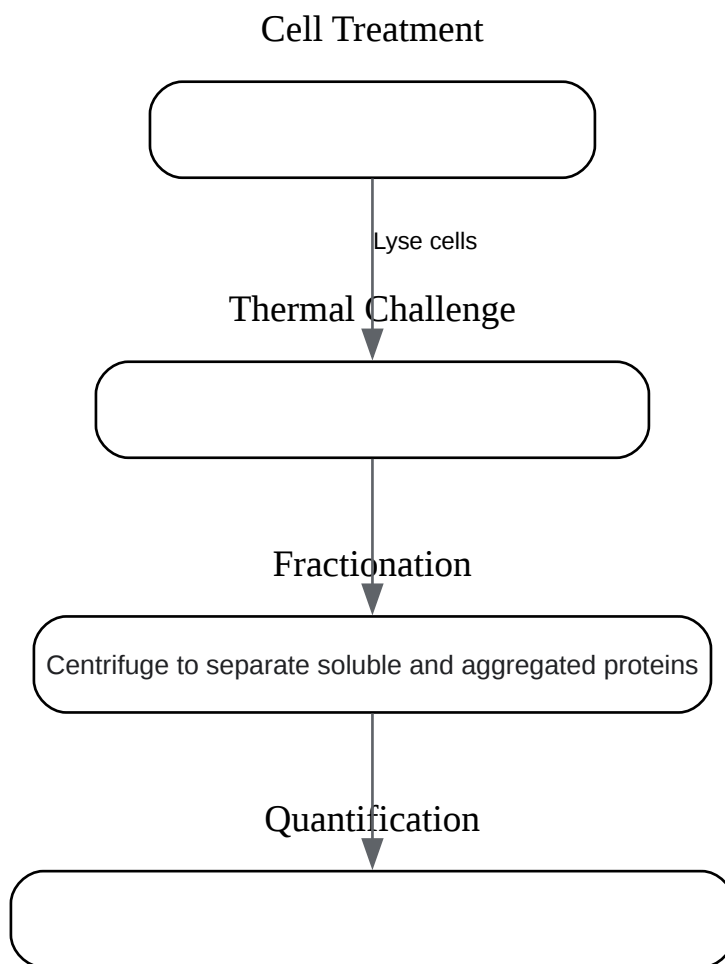 Cell Treatment
Lyse cells
Thermal Challenge
Fractionation
Centrifuge to separate soluble and aggregated proteins
Quantification